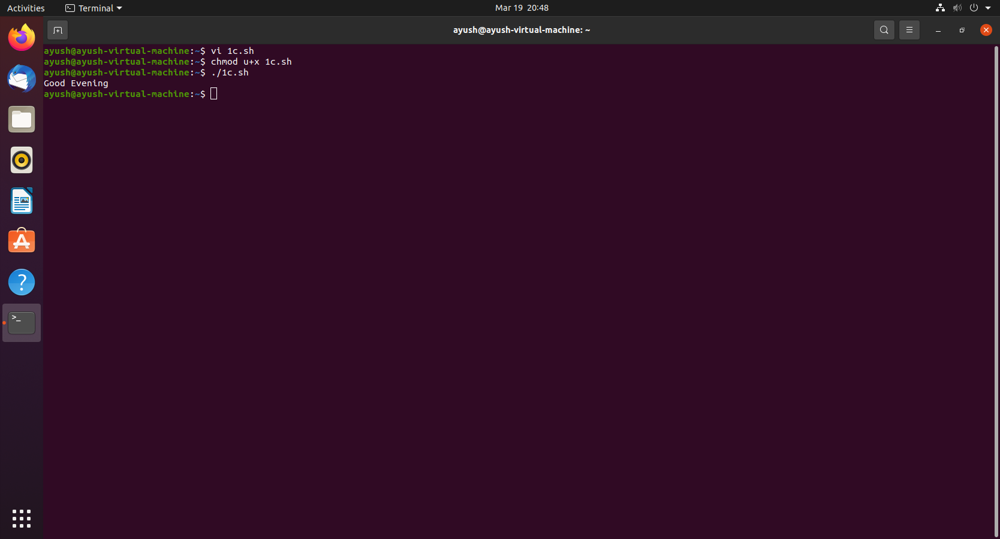 Activities
Terminal
Mar 19 20:48
ayush@ayush-virtual-machine: ~
ayush@ayush-virtual-machine:~$ vi 1c.sh
ayush@ayush-virtual-machine:~$ chmod u+x 1c.sh
ayush@ayush-virtual-machine:~$ ./1c.sh
Good Evening
ayush@ayush-virtual-machine:~$